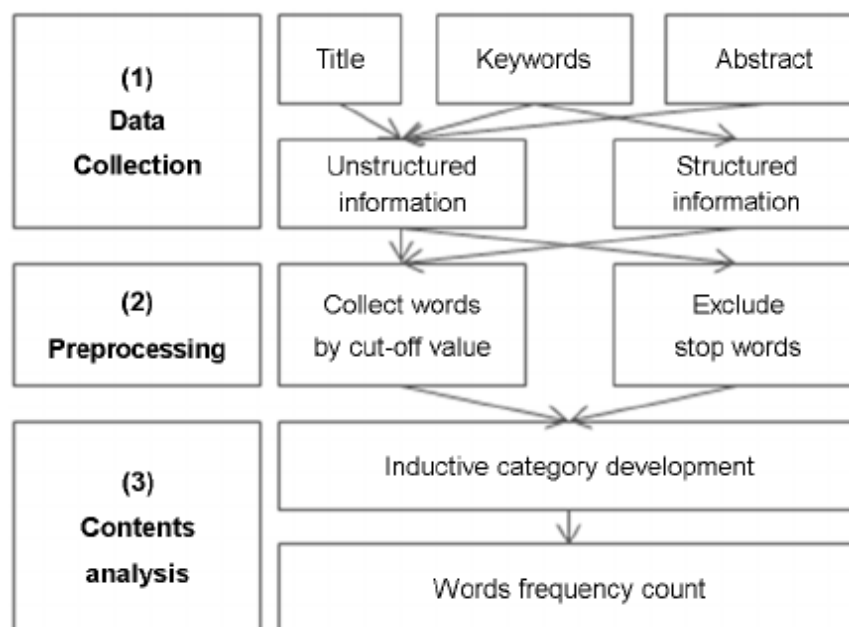 (1)
Data
Collection
Title
Keywords
Abstract
Unstructured
information
Structured
information
(2)
Preprocessing
Collect words
by cut-off value
Exclude
stop words
(3)
Contents
analysis
Inductive category development
Words frequency count